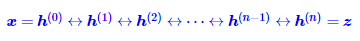 x = h⁽⁰⁾ ↔ h⁽¹⁾ ↔ h⁽²⁾ ↔ ⋯ ↔ h⁽ⁿ⁻¹⁾ ↔ h⁽ⁿ⁾ = z